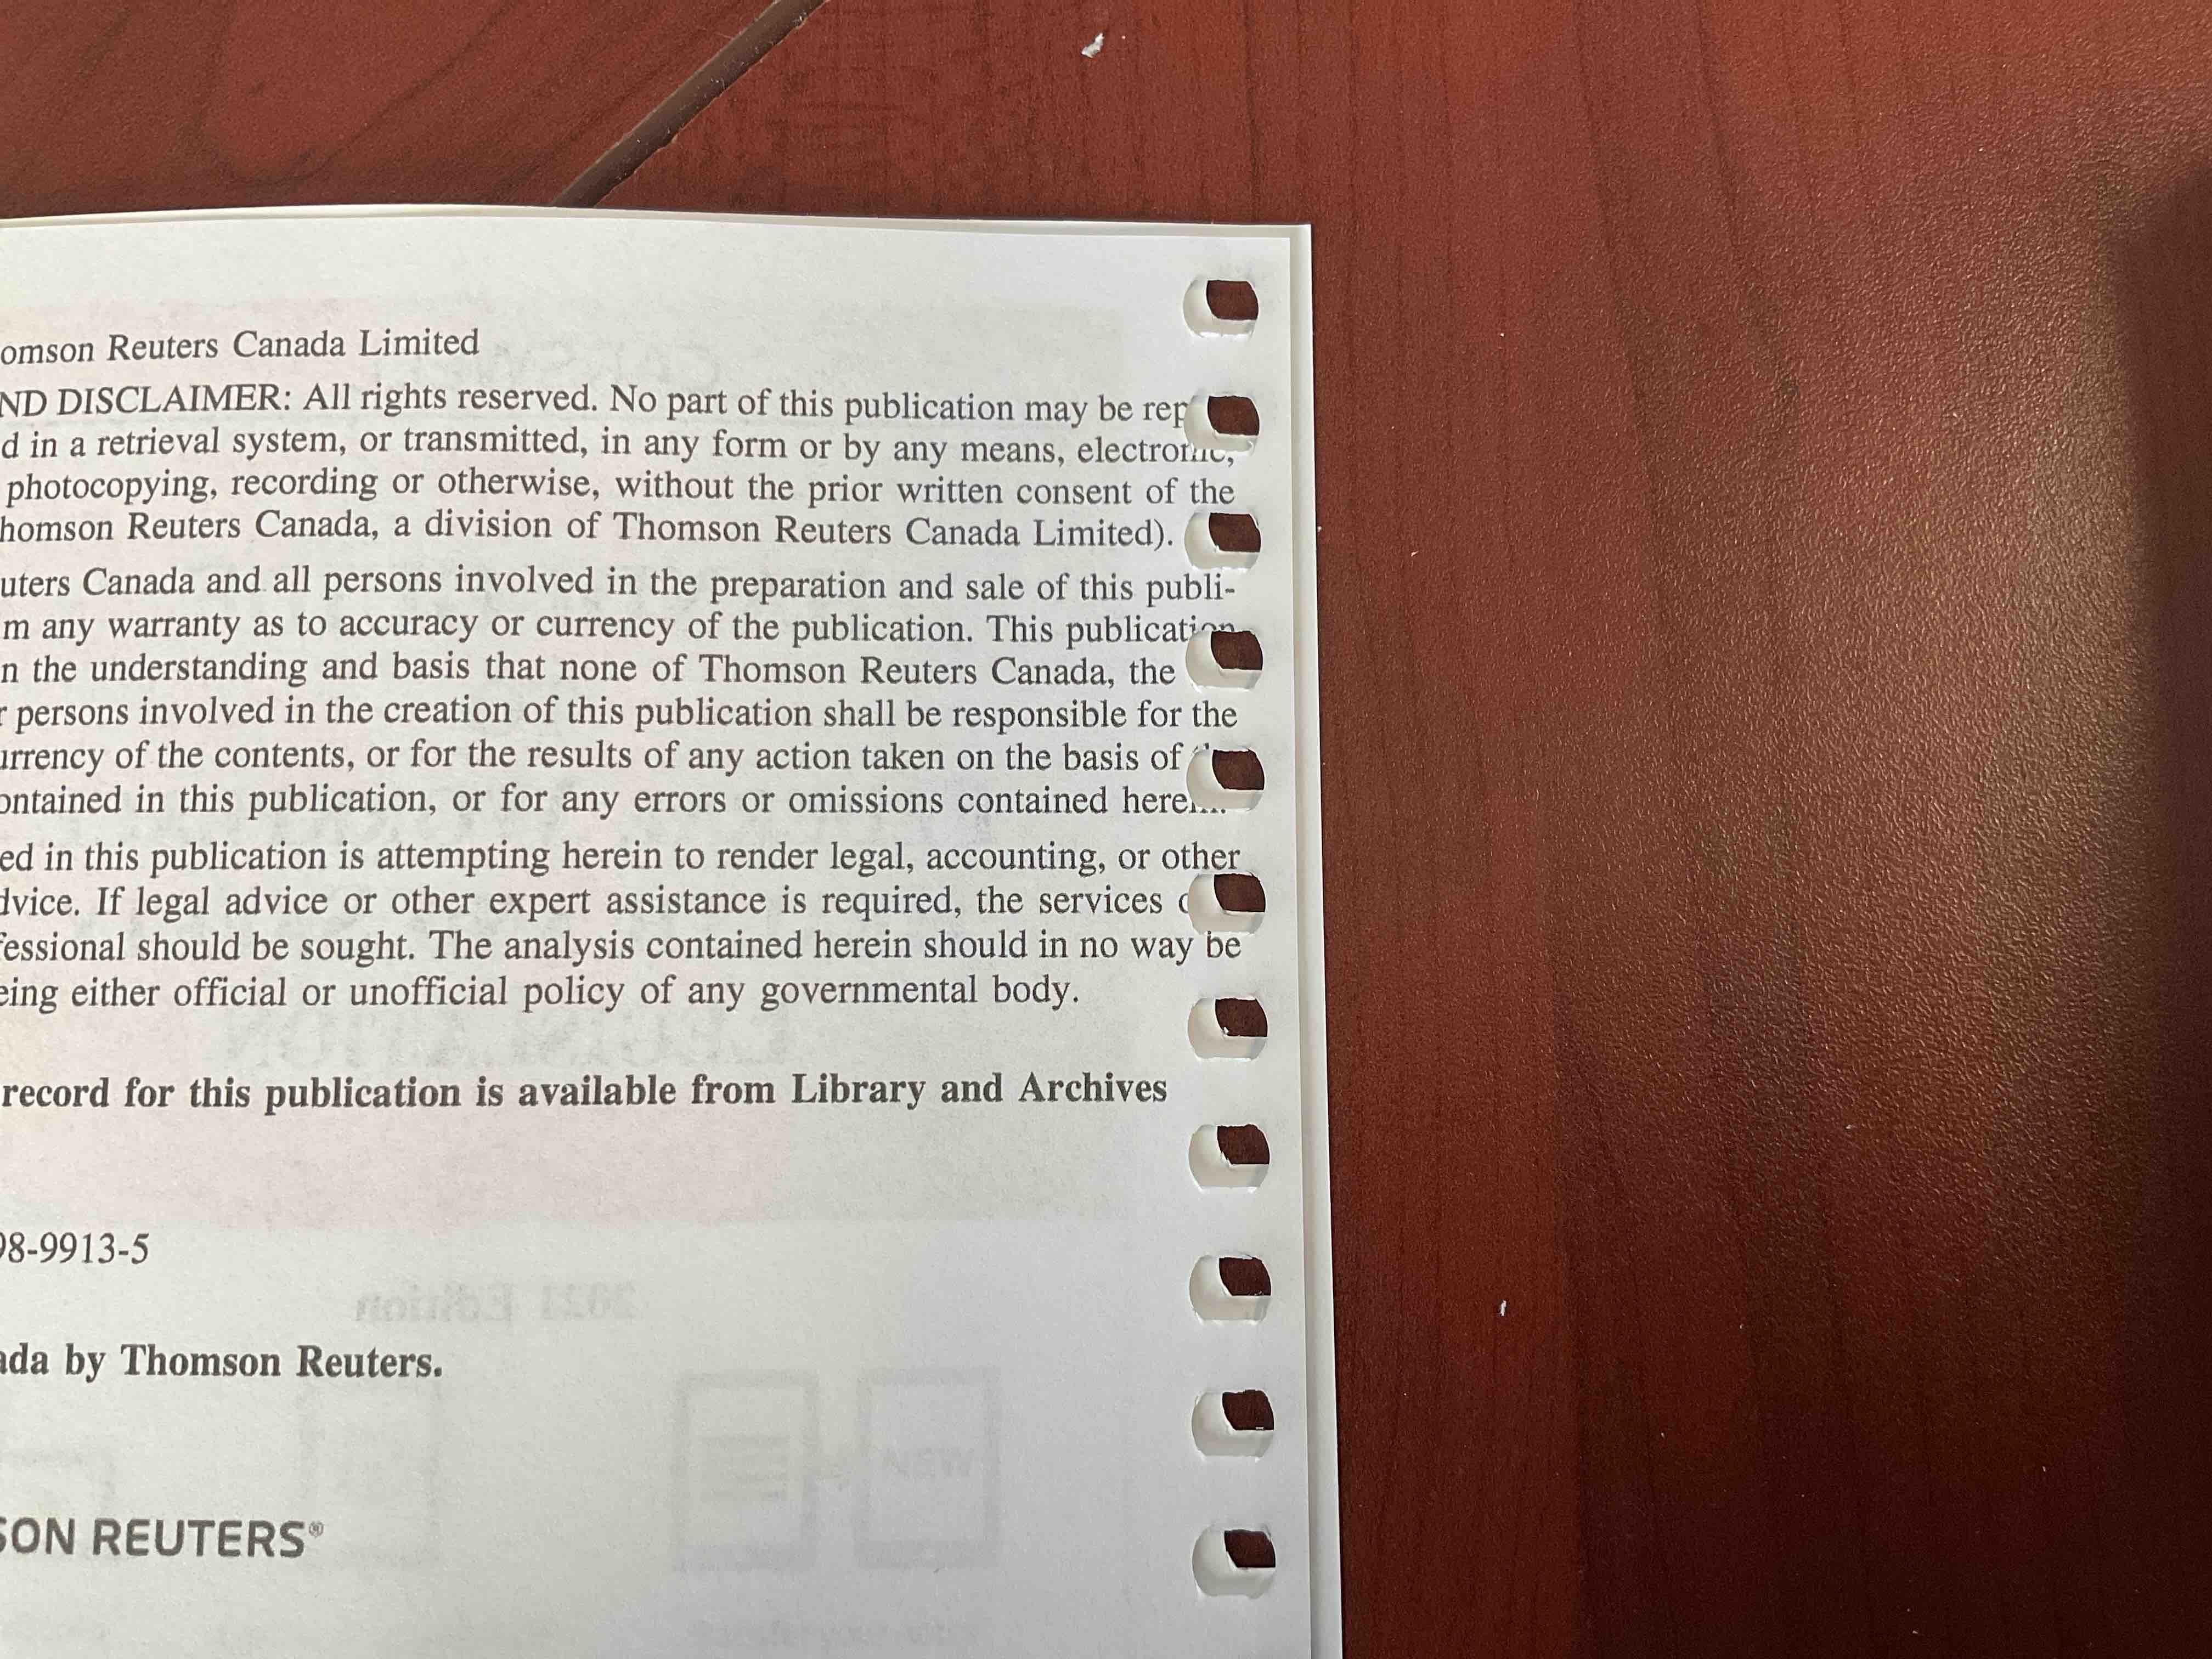 omson Reuters Canada Limited
ND DISCLAIMER: All rights reserved. No part of this publication may be rep
d in a retrieval system, or transmitted, in any form or by any means, electronic,
photocopying, recording or otherwise, without the prior written consent of the
homson Reuters Canada, a division of Thomson Reuters Canada Limited).
uters Canada and all persons involved in the preparation and sale of this publi-
m any warranty as to accuracy or currency of the publication. This publication
n the understanding and basis that none of Thomson Reuters Canada, the
r persons involved in the creation of this publication shall be responsible for the
urrency of the contents, or for the results of any action taken on the basis of
ontained in this publication, or for any errors or omissions contained herein.
ed in this publication is attempting herein to render legal, accounting, or other
dvice. If legal advice or other expert assistance is required, the services
fessional should be sought. The analysis contained herein should in no way be
eing either official or unofficial policy of any governmental body.
record for this publication is available from Library and Archives
98-9913-5
2021 Edition
ada by Thomson Reuters.
SON REUTERS®